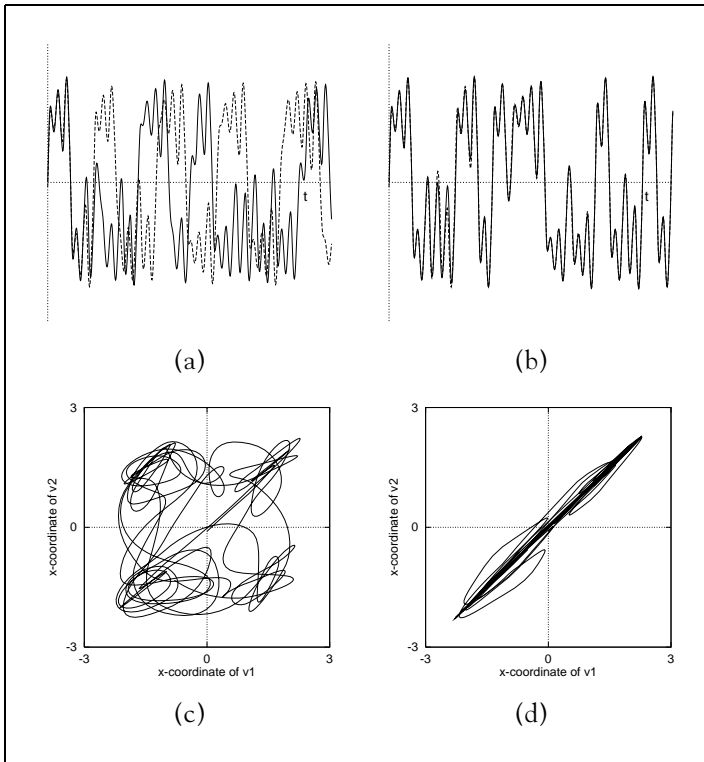 t
t
(a)
(b)
3
x-coordinate of v2
0
-3
-3
0
3
x-coordinate of v1
3
x-coordinate of v2
0
-3
-3
0
3
x-coordinate of v1
(c)
(d)